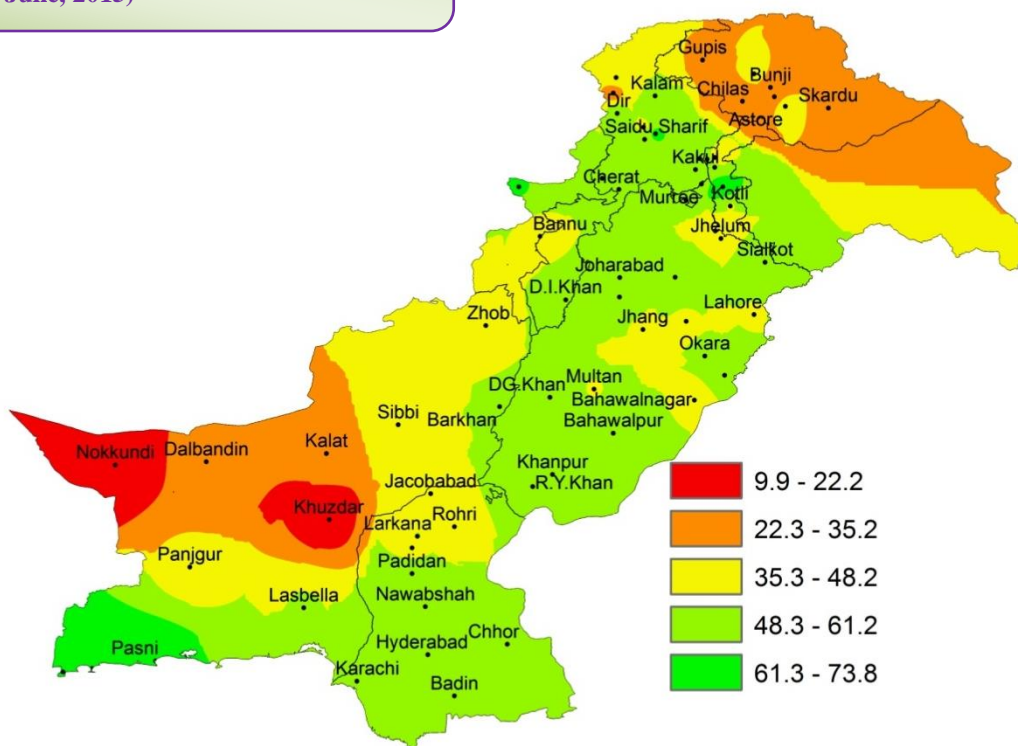 June, 2015)
Gupis
Bunji
Kalam
Chilas
Skardu
Dir
Astore
Saidu Sharif
Kakul
Cherat
Kotli
Murree
Bannu
Jhelum
Sialkot
Joharabad
D.I.Khan
Lahore
Zhob
Jhang
Okara
DG.Khan
Multan
Bahawalnagar
Sibbi
Barkhan
Bahawalpur
Nokkundi
Dalbandin
Kalat
Khanpur
R.Y.Khan
Jacobabad
Khuzdar
Larkana
Rohri
Panjgur
Padidan
Lasbella
Nawabshah
Chhor
Pasni
Hyderabad
Karachi
Badin
9.9 - 22.2
22.3 - 35.2
35.3 - 48.2
48.3 - 61.2
61.3 - 73.8